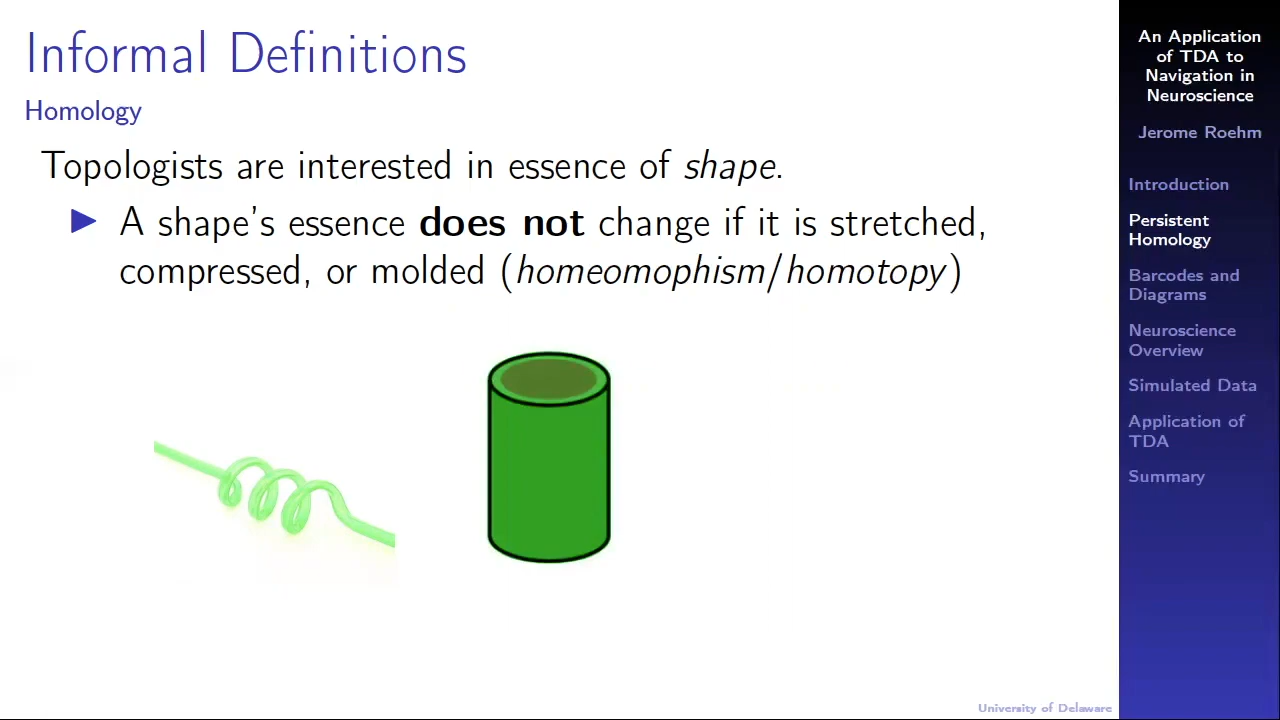 Informal Definitions
Homology
Topologists are interested in essence of shape.
A shape's essence does not change if it is stretched,
compressed, or molded (homeomophism/homotopy)
An Application
of TDA to
Navigation in
Neuroscience
Jerome Roehm
Introduction
Persistent
Homology
Barcodes and
Diagrams
Neuroscience
Overview
Simulated Data
Application of
TDA
Summary
University of Delaware